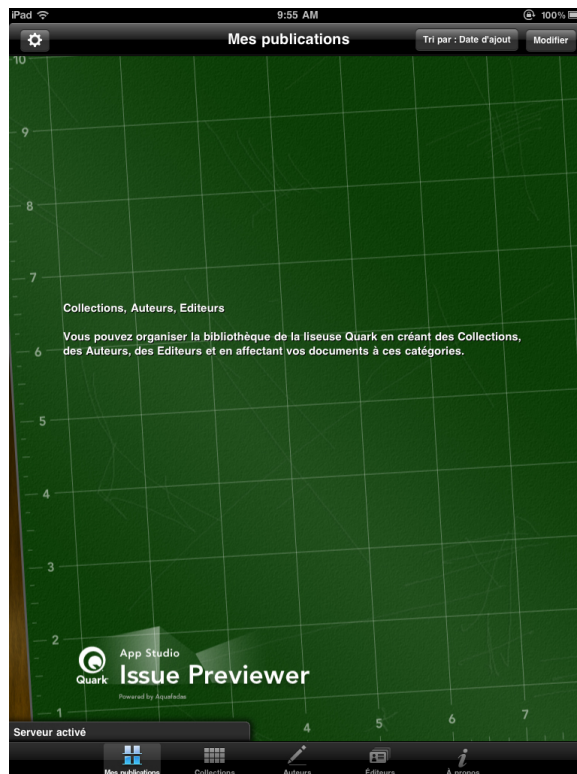 iPad 9:55 AM 100%
Mes publications Tri par : Date d'ajout Modifier
10
9
8
7
Collections, Auteurs, Editeurs
Vous pouvez organiser la bibliothèque de la liseuse Quark en créant des Collections,
6 des Auteurs, des Editeurs et en affectant vos documents à ces catégories.
5
4
3
2
App Studio
Quark Issue Previewer
Powered by Aquafadas
1
4 5 6 7
Serveur activé
Mes publications Collections Auteurs Éditeurs À propos